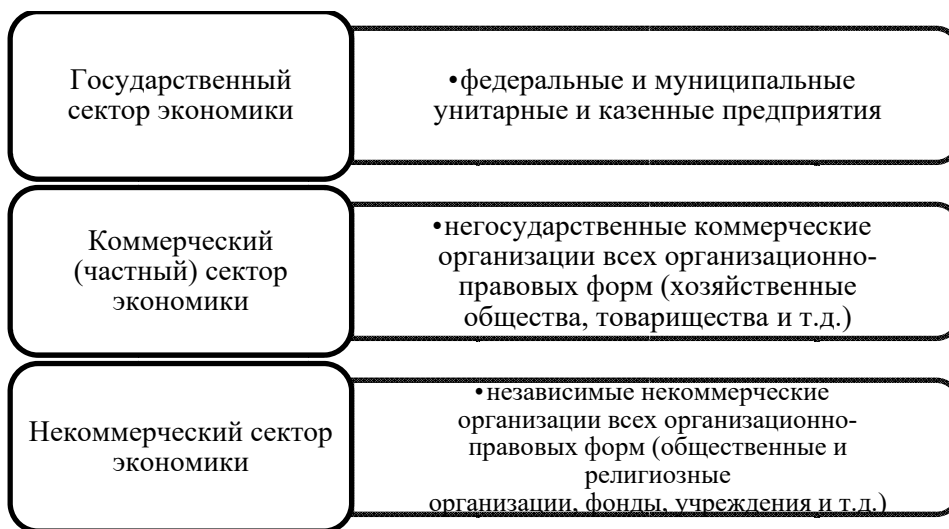 Государственный
сектор экономики
•федеральные и муниципальные
унитарные и казенные предприятия
Коммерческий
(частный) сектор
экономики
•негосударственные коммерческие
организации всех организационно-
правовых форм (хозяйственные
общества, товарищества и т.д.)
Некоммерческий сектор
экономики
•независимые некоммерческие
организации всех организационно-
правовых форм (общественные и
религиозные
организации, фонды, учреждения и т.д.)